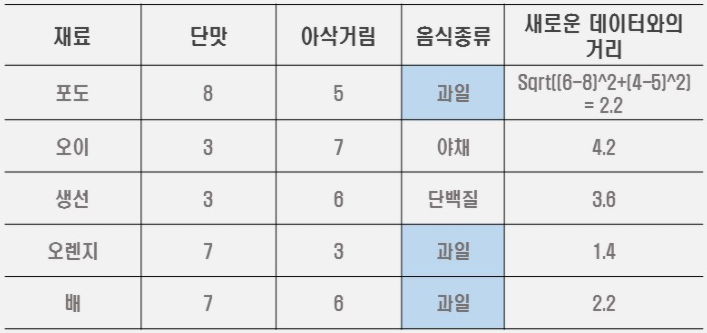 재료 단맛 아삭거림 음식종류 새로운 데이터와의 거리
포도 8 5 과일 Sqrt((6-8)^2+(4-5)^2) = 2.2
오이 3 7 야채 4.2
생선 3 6 단백질 3.6
오렌지 7 3 과일 1.4
배 7 6 과일 2.2